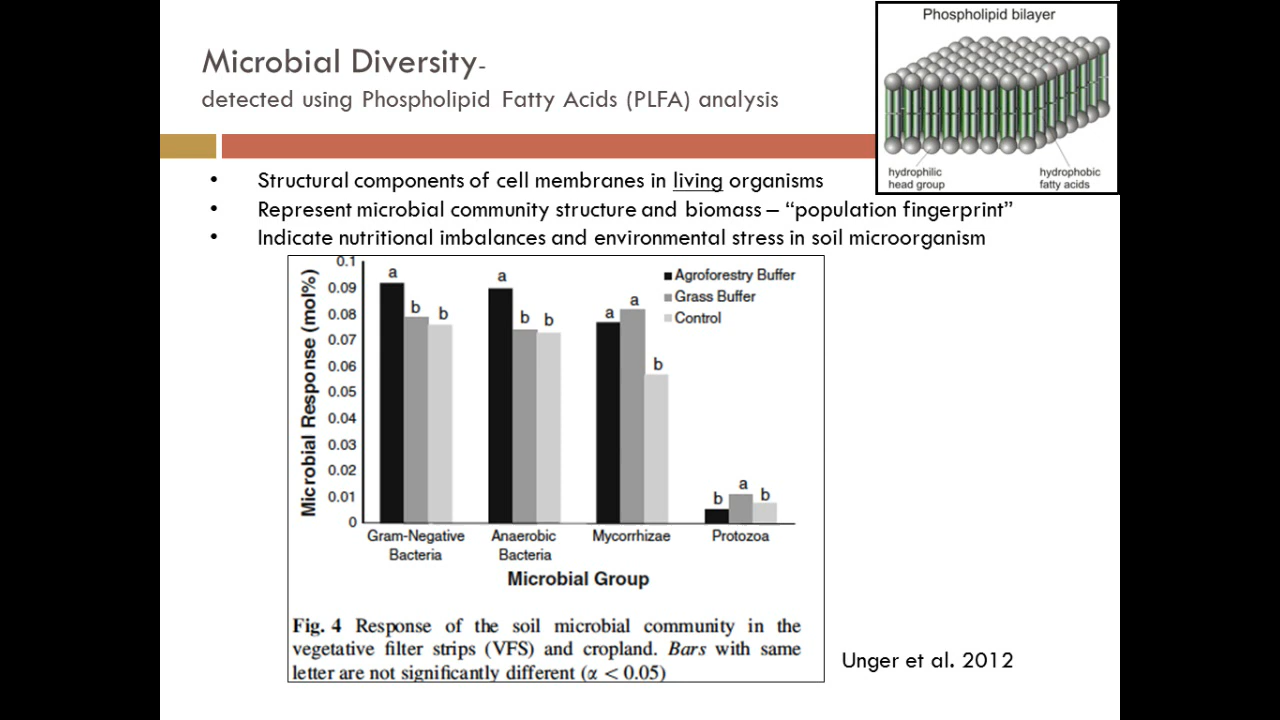 Phospholipid bilayer
Microbial Diversity-
detected using Phospholipid Fatty Acids (PLFA) analysis
hydrophilic
head group
hydrophobic
fatty acids
• Structural components of cell membranes in living organisms
• Represent microbial community structure and biomass – “population fingerprint”
• Indicate nutritional imbalances and environmental stress in soil microorganism
Microbial Response (mol%)
0.1
0.09
0.08
0.07
0.06
0.05
0.04
0.03
0.02
0.01
0
a
b
b
a
b
b
a
a
b
b
a
b
Agroforestry Buffer
Grass Buffer
Control
Gram-Negative
Bacteria
Anaerobic
Bacteria
Mycorrhizae
Protozoa
Microbial Group
Fig. 4 Response of the soil microbial community in the
vegetative filter strips (VFS) and cropland. Bars with same
letter are not significantly different (α < 0.05)
Unger et al. 2012